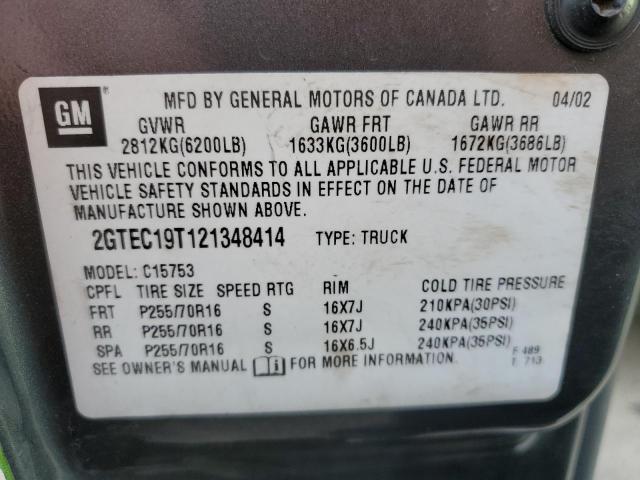 GM
MFD BY GENERAL MOTORS OF CANADA LTD. 04/02
GVWR GAWR FRT GAWR RR
2812KG(6200LB) 1633KG(3600LB) 1672KG(3686LB)
THIS VEHICLE CONFORMS TO ALL APPLICABLE U.S. FEDERAL MOTOR
VEHICLE SAFETY STANDARDS IN EFFECT ON THE DATE OF
MANUFACTURE SHOWN ABOVE.
2GTEC19T121348414 TYPE: TRUCK
MODEL: C15753
CPFL TIRE SIZE SPEED RTG RIM COLD TIRE PRESSURE
FRT P255/70R16 S 16X7J 210KPA(30PSI)
RR P255/70R16 S 16X7J 240KPA(35PSI)
SPA P255/70R16 S 16X6.5J 240KPA(35PSI)
SEE OWNER'S MANUAL i FOR MORE INFORMATION.
F 489
T 713